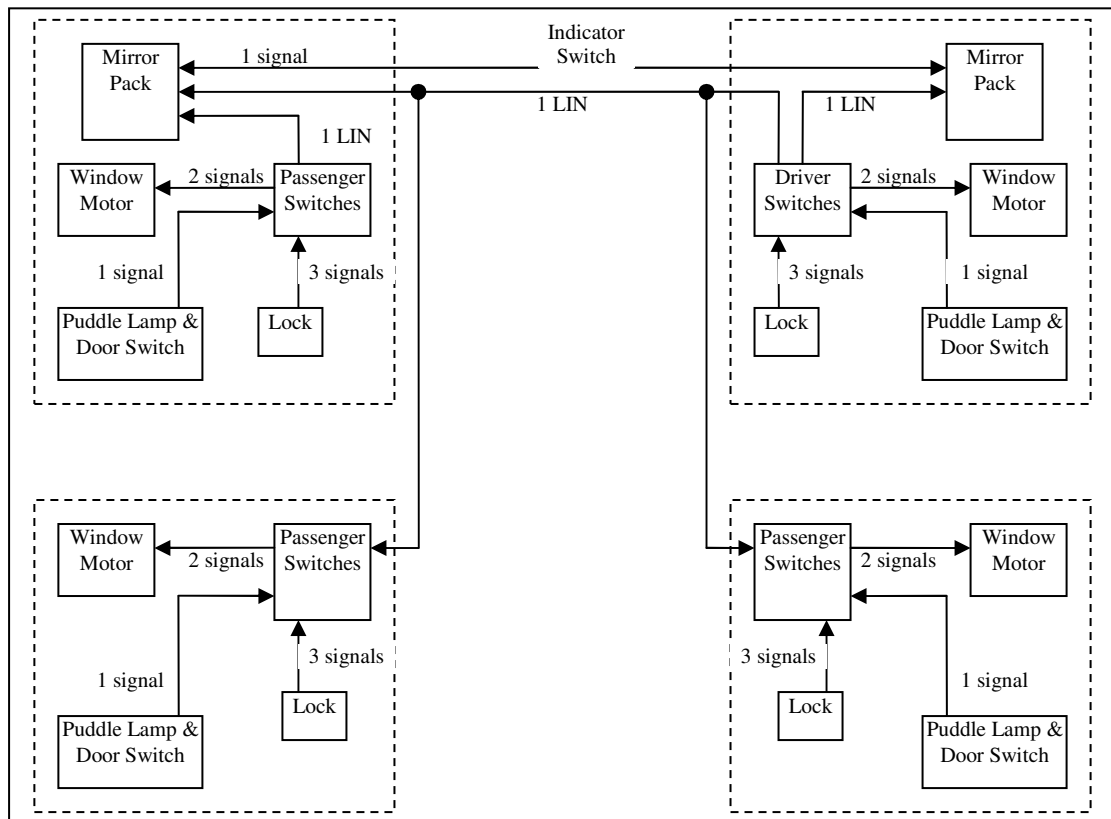 Indicator
Switch
1 signal
Mirror
Pack
Mirror
Pack
1 LIN
1 LIN
1 LIN
Window
Motor
2 signals
Passenger
Switches
Driver
Switches
2 signals
Window
Motor
1 signal
3 signals
3 signals
1 signal
Puddle Lamp &
Door Switch
Lock
Lock
Puddle Lamp &
Door Switch
Window
Motor
2 signals
Passenger
Switches
Passenger
Switches
2 signals
Window
Motor
1 signal
3 signals
3 signals
1 signal
Puddle Lamp &
Door Switch
Lock
Lock
Puddle Lamp &
Door Switch